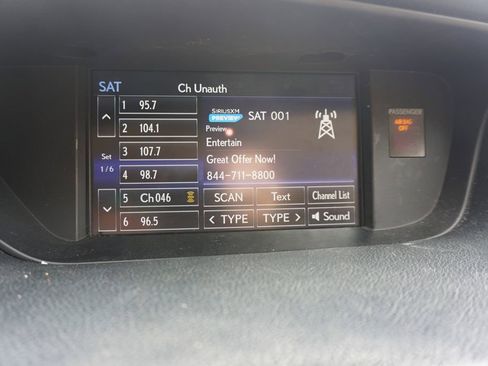 SAT Ch Unauth
1 95.7
2 104.1
3 107.7
4 98.7
5 Ch 046
6 96.5
Set
1/6
SIRIUSXM
PREVIEW SAT 001
Preview
Entertain
Great Offer Now!
844-711-8800
SCAN Text Channel List
< TYPE TYPE > Sound
PASSENGER
AIRBAG
OFF